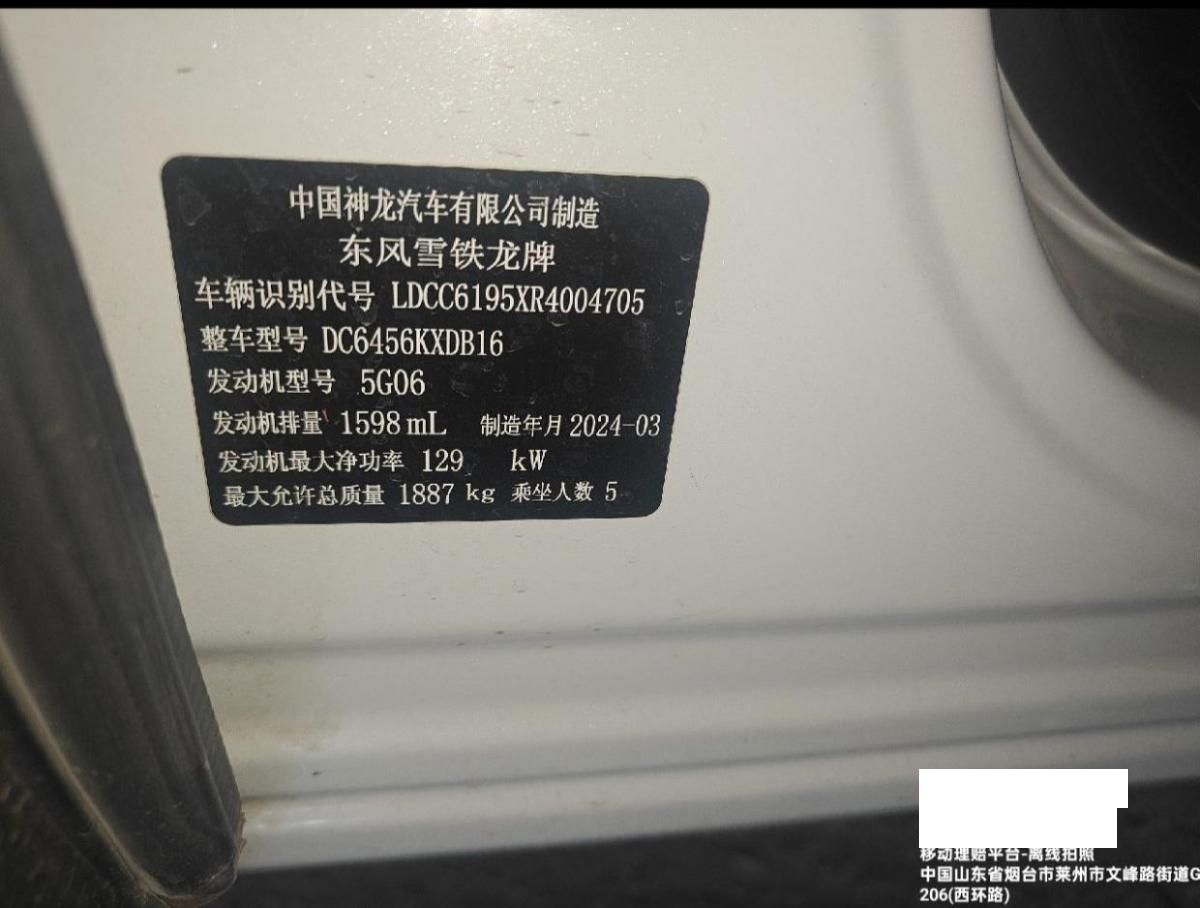 中国神龙汽车有限公司制造
东风雪铁龙牌
车辆识别代号 LDCC6195XR4004705
整车型号 DC6456KXDB16
发动机型号 5G06
发动机排量 1598 mL 制造年月 2024-03
发动机最大净功率 129 kW
最大允许总质量 1887 kg 乘坐人数 5
移动理赔平台-离线拍照
中国山东省烟台市莱州市文峰路街道G
206(西环路)